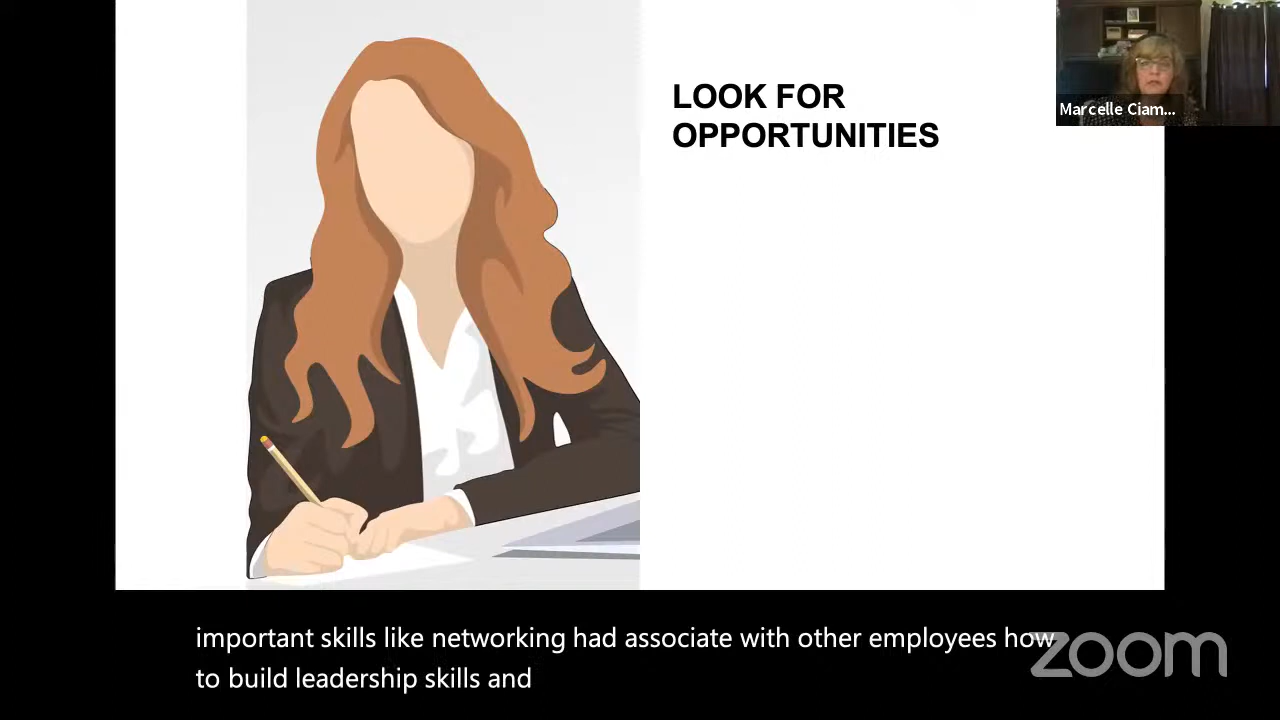 LOOK FOR
OPPORTUNITIES
Marcelle Ciam...
important skills like networking had associate with other employees how
to build leadership skills and
zoom